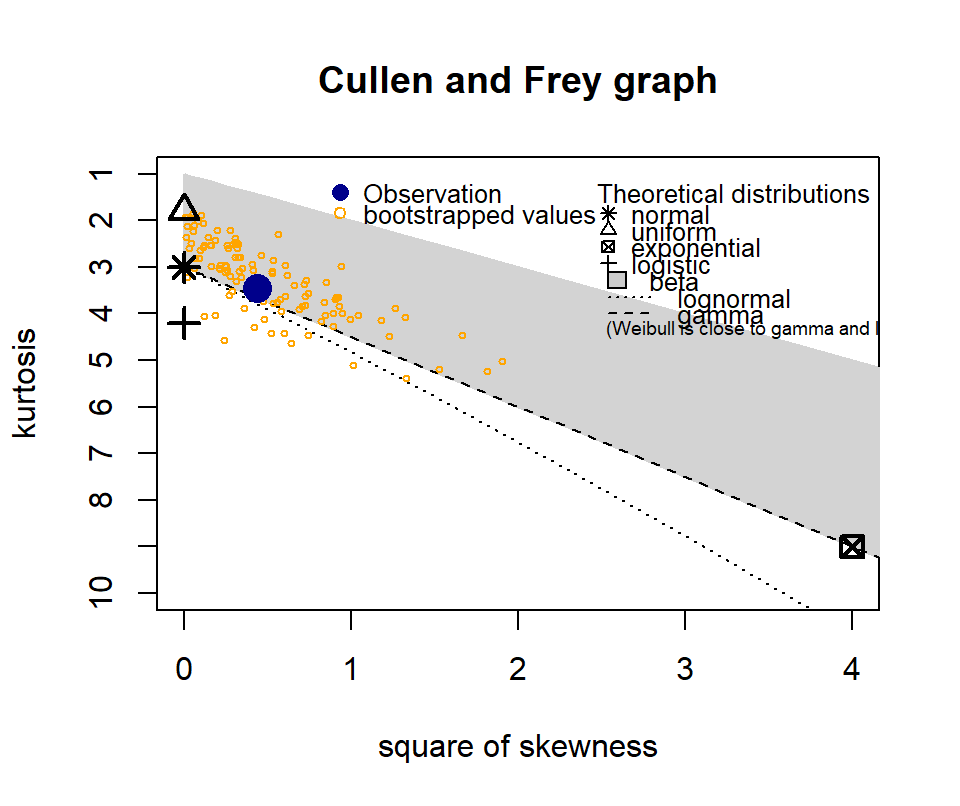 Cullen and Frey graph
Observation
bootstrapped values
Theoretical distributions
normal
uniform
exponential
logistic
beta
lognormal
gamma
(Weibull is close to gamma and l
kurtosis
1
2
3
4
5
6
7
8
10
0 1 2 3 4
square of skewness